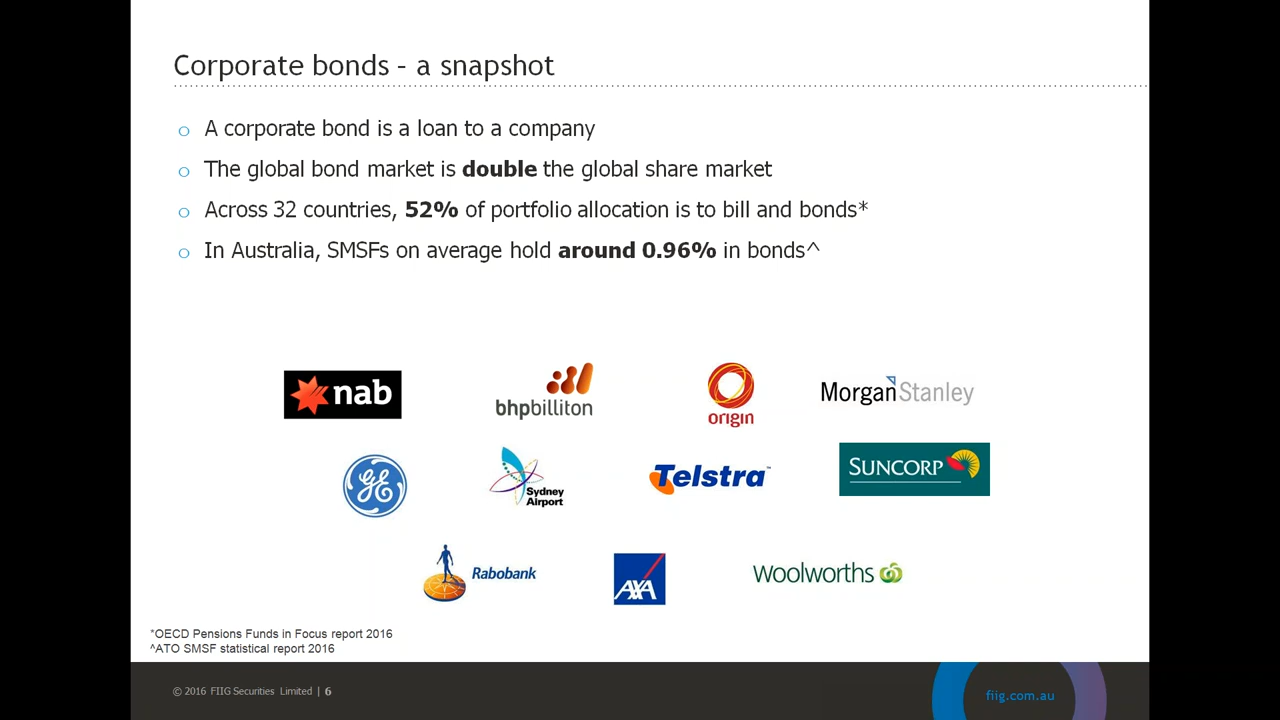 Corporate bonds - a snapshot
o A corporate bond is a loan to a company
o The global bond market is double the global share market
o Across 32 countries, 52% of portfolio allocation is to bill and bonds*
o In Australia, SMSFs on average hold around 0.96% in bonds^
nab
bhpbilliton
origin
MorganStanley
GE
Sydney
Airport
Telstra™
SUNCORP
Rabobank
AXA
Woolworths
*OECD Pensions Funds in Focus report 2016
^ATO SMSF statistical report 2016
© 2016 FIIG Securities Limited | 6
fiig.com.au